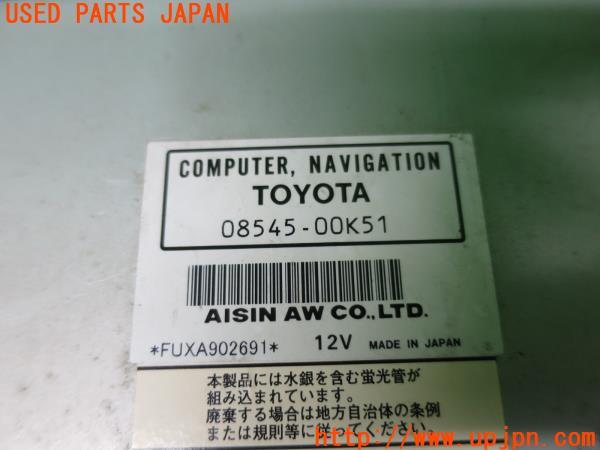 USED PARTS JAPAN
COMPUTER, NAVIGATION
TOYOTA
08545-00K51
AISIN AW CO.,LTD.
*FUXA902691* 12V MADE IN JAPAN
本製品には水銀を含む蛍光管が
組み込まれています。
廃棄する場合は地方自治体の条例
または規則等に従ってください。
http://www.upjpn.com